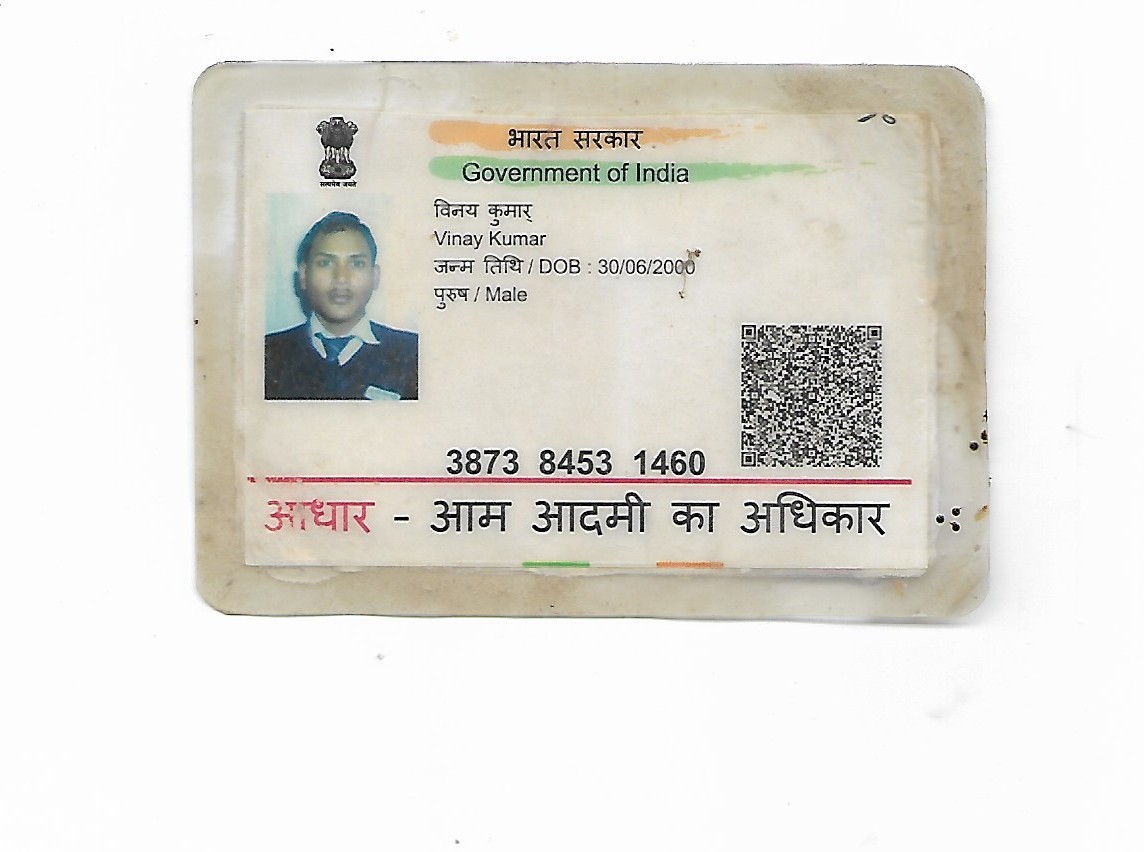 भारत सरकार
Government of India
सत्यमेव जयते
विनय कुमार्
Vinay Kumar
जन्म तिथि / DOB : 30/06/2000
पुरुष / Male
3873 8453 1460
आधार - आम आदमी का अधिकार